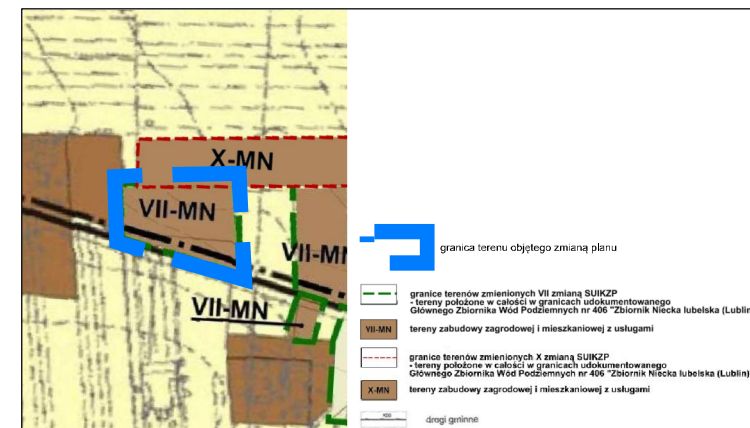 X-MN
VII-MN
VII-MN
VII-MN
granica terenu objętego zmianą planu
granice terenów zmienionych VII zmianą SUIKZP
- tereny położone w całości w granicach udokumentowanego
Głównego Zbiornika Wód Podziemnych nr 406 "Zbiornik Niecka lubelska (Lublin)
VII-MN tereny zabudowy zagrodowej i mieszkaniowej z usługami
granice terenów zmienionych X zmianą SUIKZP
- tereny położone w całości w granicach udokumentowanego
Głównego Zbiornika Wód Podziemnych nr 406 "Zbiornik Niecka lubelska (Lublin)
X-MN tereny zabudowy zagrodowej i mieszkaniowej z usługami
drogi gminne